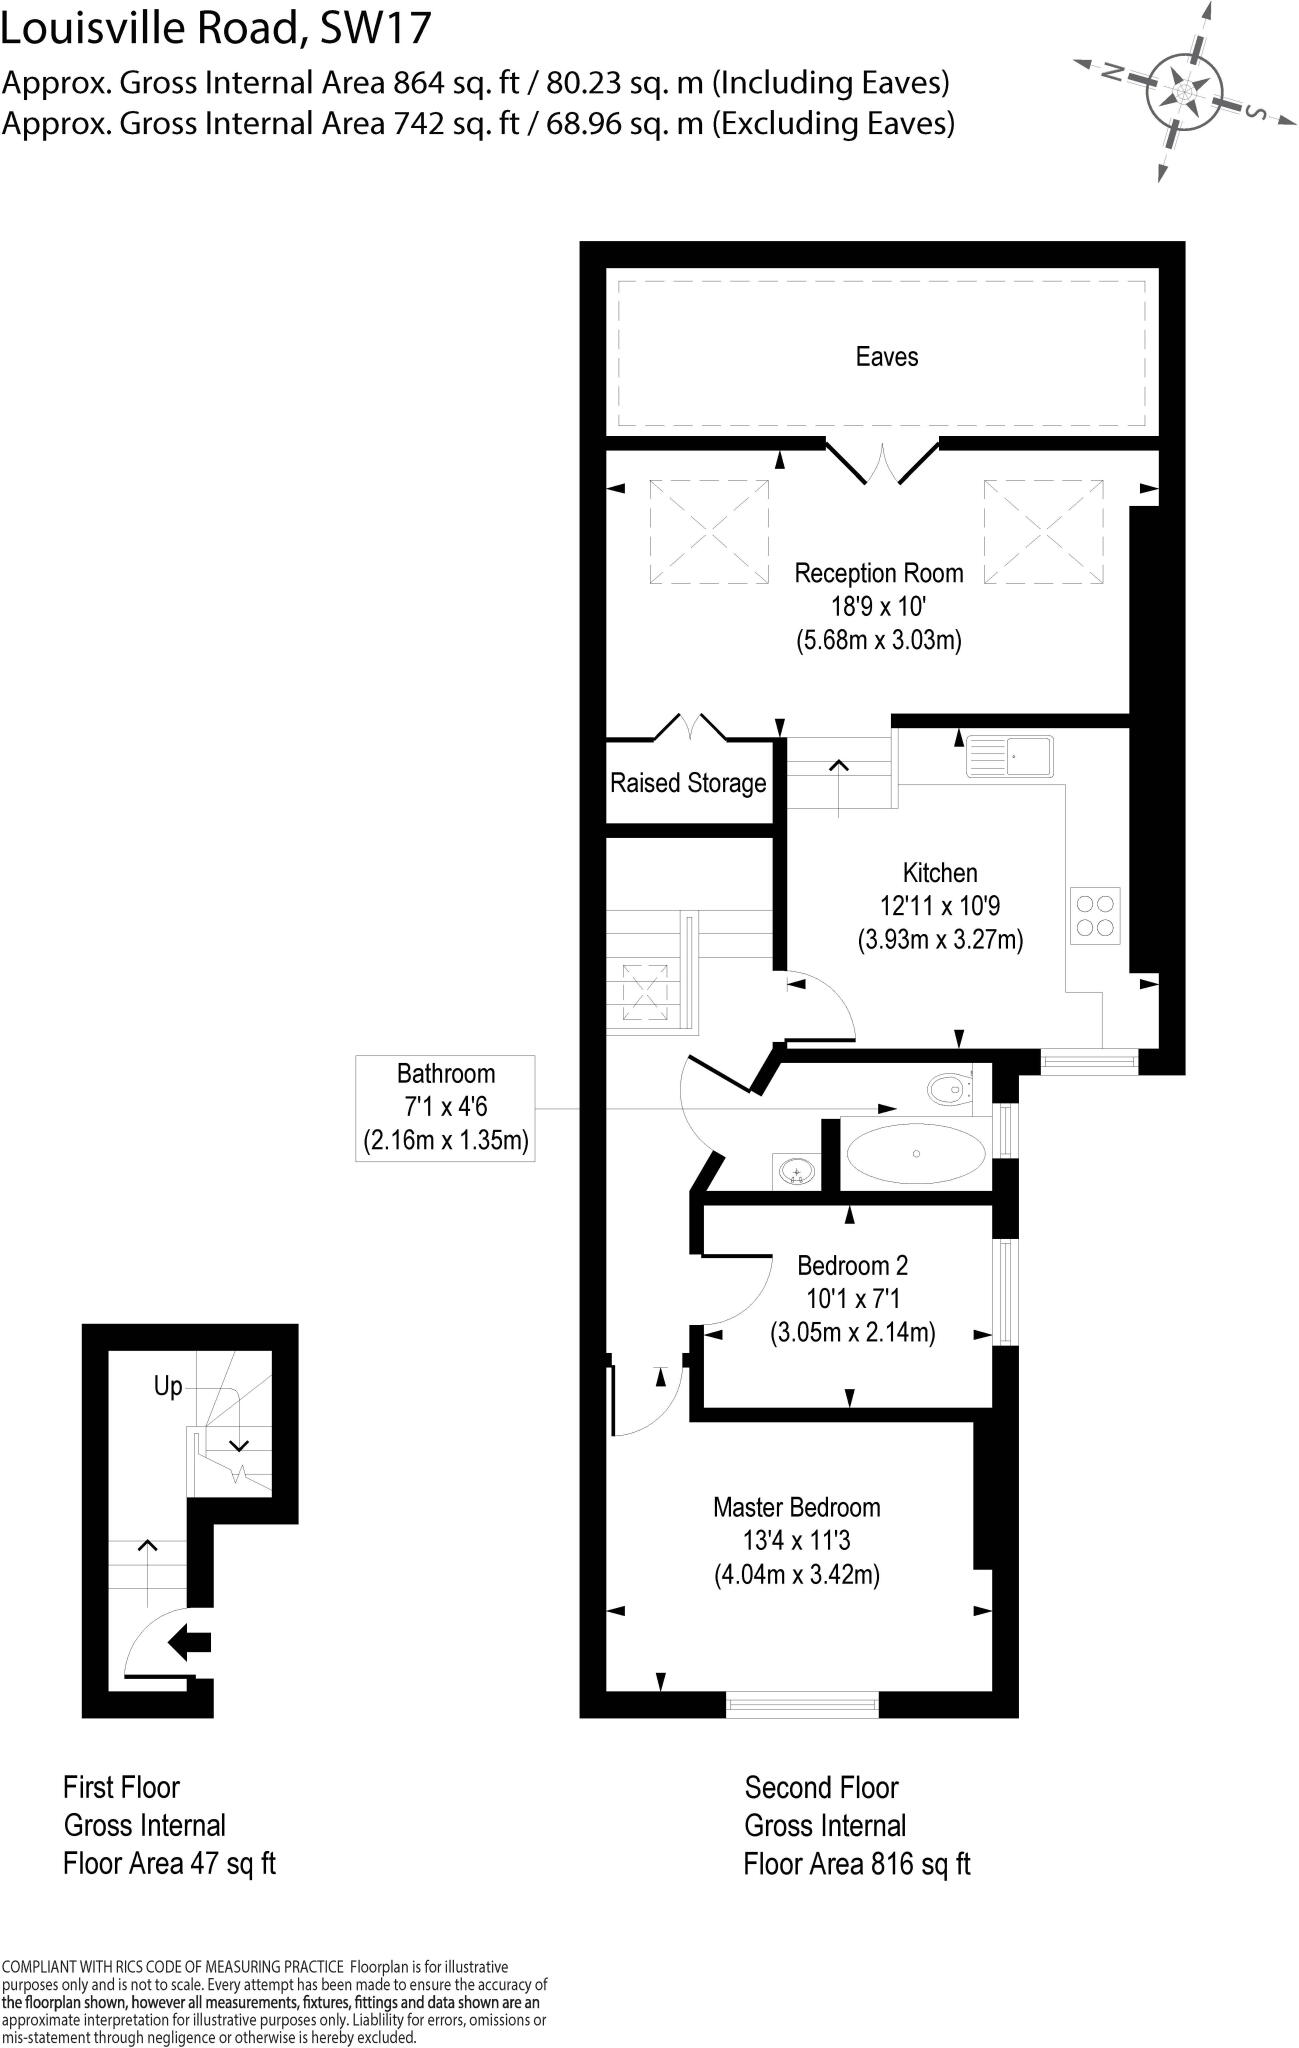 Louisville Road, SW17
Approx. Gross Internal Area 864 sq. ft / 80.23 sq. m (Including Eaves)
Approx. Gross Internal Area 742 sq. ft / 68.96 sq. m (Excluding Eaves)
N
S
Eaves
Reception Room
18'9 x 10'
(5.68m x 3.03m)
Raised Storage
Kitchen
12'11 x 10'9
(3.93m x 3.27m)
Bathroom
7'1 x 4'6
(2.16m x 1.35m)
Bedroom 2
10'1 x 7'1
(3.05m x 2.14m)
Up
Master Bedroom
13'4 x 11'3
(4.04m x 3.42m)
First Floor
Gross Internal
Floor Area 47 sq ft
Second Floor
Gross Internal
Floor Area 816 sq ft
COMPLIANT WITH RICS CODE OF MEASURING PRACTICE Floorplan is for illustrative
purposes only and is not to scale. Every attempt has been made to ensure the accuracy of
the floorplan shown, however all measurements, fixtures, fittings and data shown are an
approximate interpretation for illustrative purposes only. Liability for errors, omissions or
mis-statement through negligence or otherwise is hereby excluded.